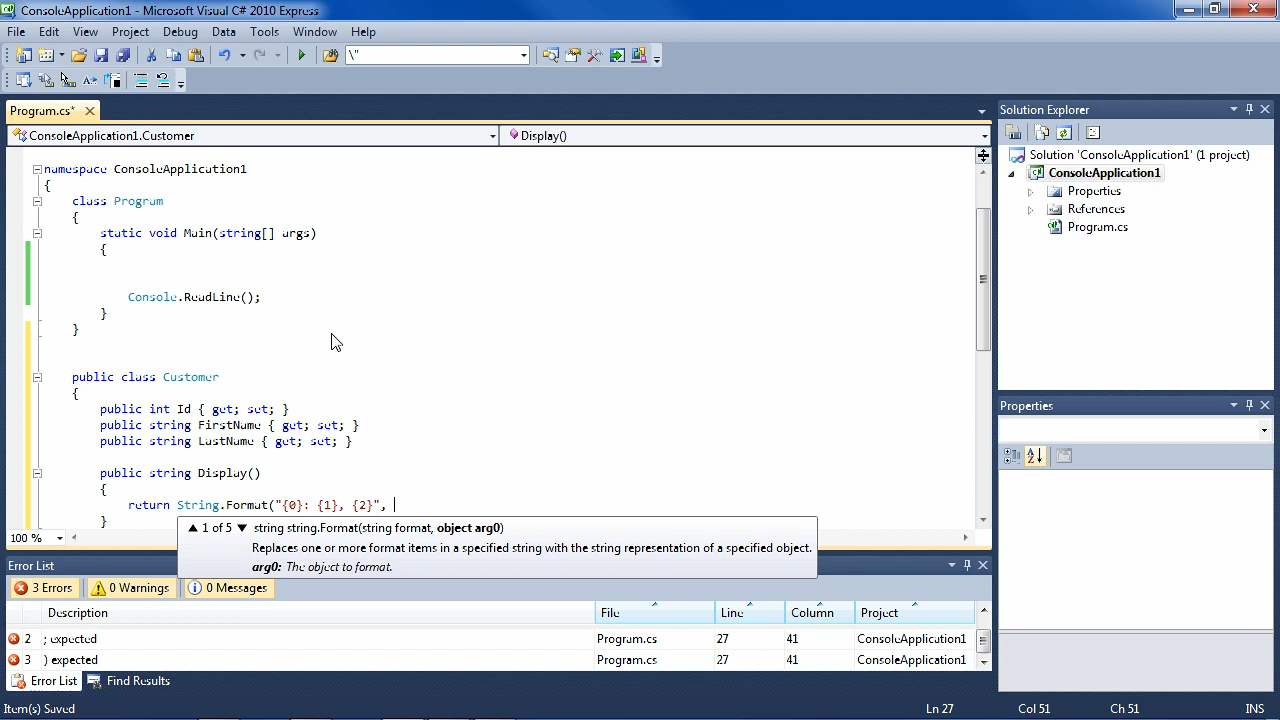 ConsoleApplication1 - Microsoft Visual C# 2010 Express
File Edit View Project Debug Data Tools Window Help
\"
Program.cs*
ConsoleApplication1.Customer Display()
namespace ConsoleApplication1
{
class Program
{
static void Main(string[] args)
{
Console.ReadLine();
}
}
public class Customer
{
public int Id { get; set; }
public string FirstName { get; set; }
public string LastName { get; set; }
public string Display()
{
return String.Format("{0}: {1}, {2}",
}
1 of 5 string string.Format(string format, object arg0)
Replaces one or more format items in a specified string with the string representation of a specified object.
arg0: The object to format.
100 %
Solution Explorer
Solution 'ConsoleApplication1' (1 project)
ConsoleApplication1
Properties
References
Program.cs
Properties
Error List
3 Errors 0 Warnings 0 Messages
Description File Line Column Project
2 ; expected Program.cs 27 41 ConsoleApplication1
3 ) expected Program.cs 27 41 ConsoleApplication1
Error List Find Results
Item(s) Saved Ln 27 Col 51 Ch 51 INS